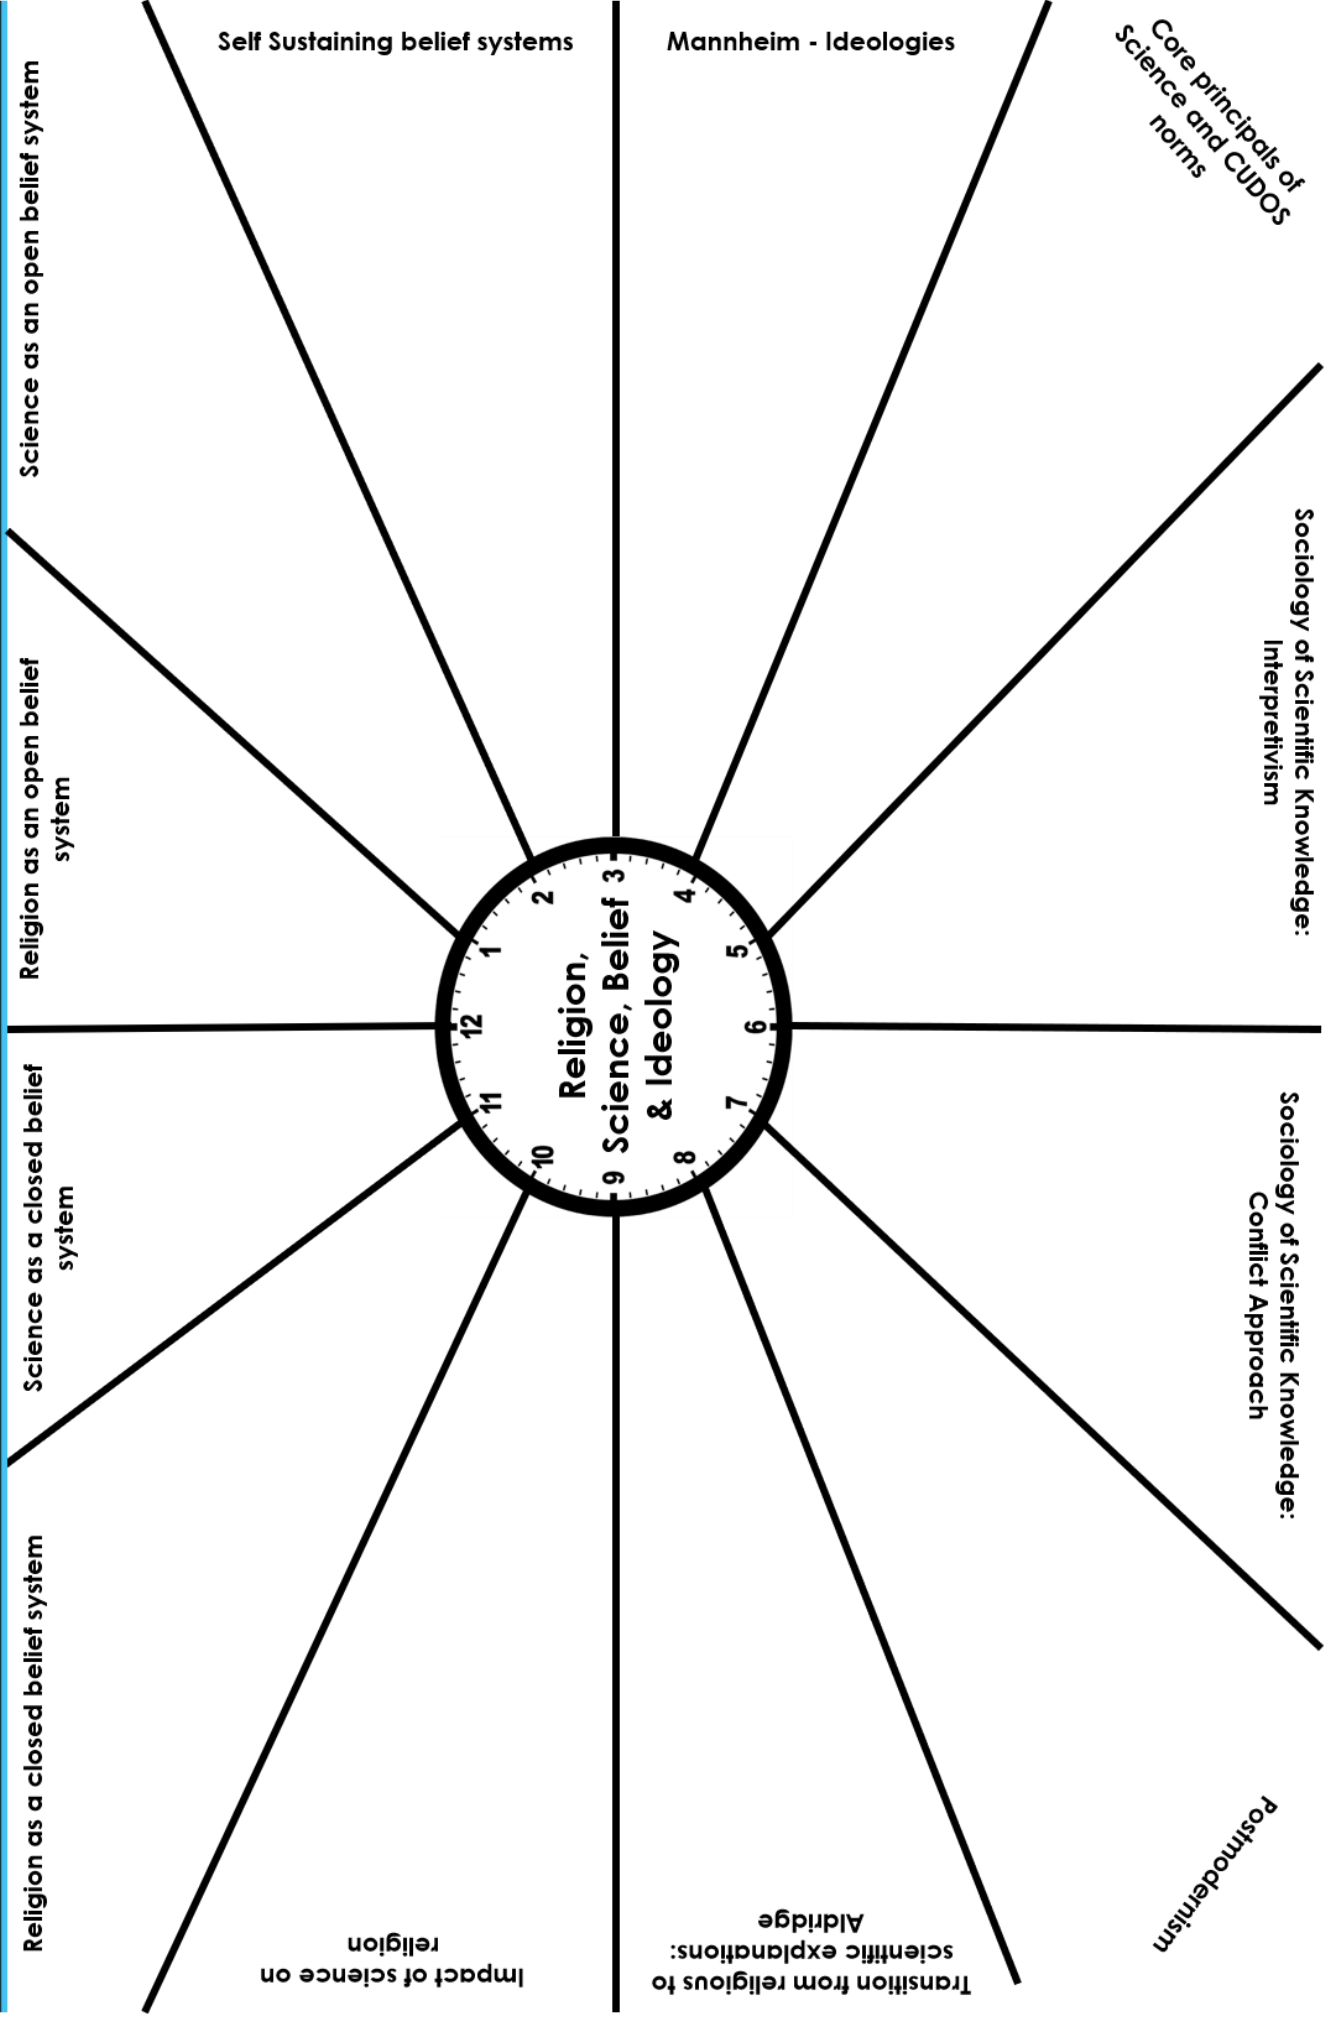 Religion,
Science, Belief
& Ideology
12
1
2
3
4
5
6
7
8
9
10
11
Religion as an open belief
system
Science as an open belief system
Self Sustaining belief systems
Mannheim - Ideologies
Core principals of
Science and CUDOS
norms
Sociology of Scientific Knowledge:
Interpretivism
Sociology of Scientific Knowledge:
Conflict Approach
Postmodernism
Transition from religious to
scientific explanations:
Aldridge
Impact of science on
religion
Religion as a closed belief system
Science as a closed belief
system